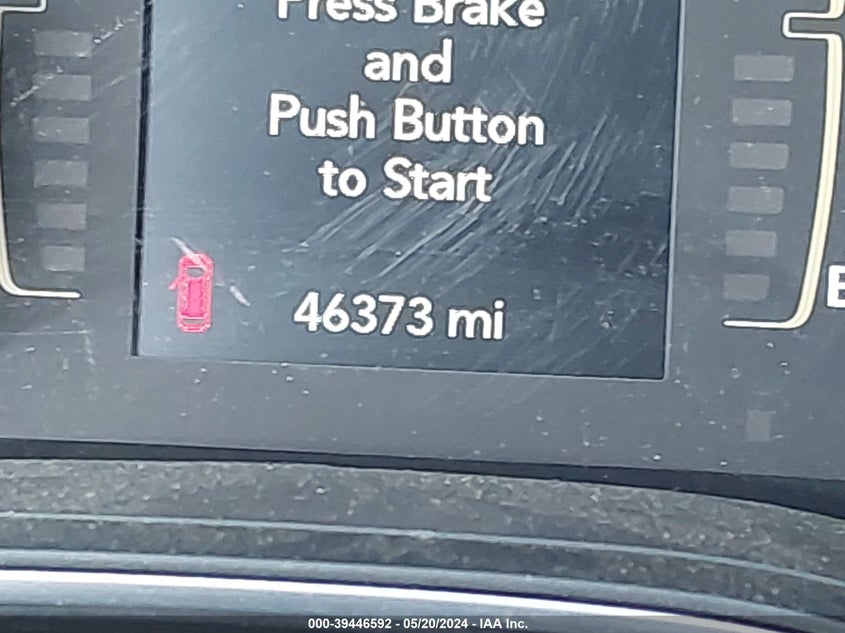 Press Brake
and
Push Button
to Start
46373 mi
E
000-39446592 - 05/20/2024 - IAA Inc.